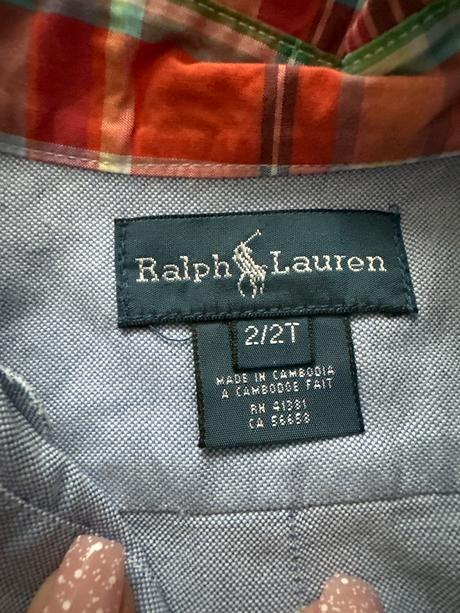 Ralph Lauren
2/2T
MADE IN CAMBODIA
A CAMBODGE FAIT
RN 41381
CA 56658